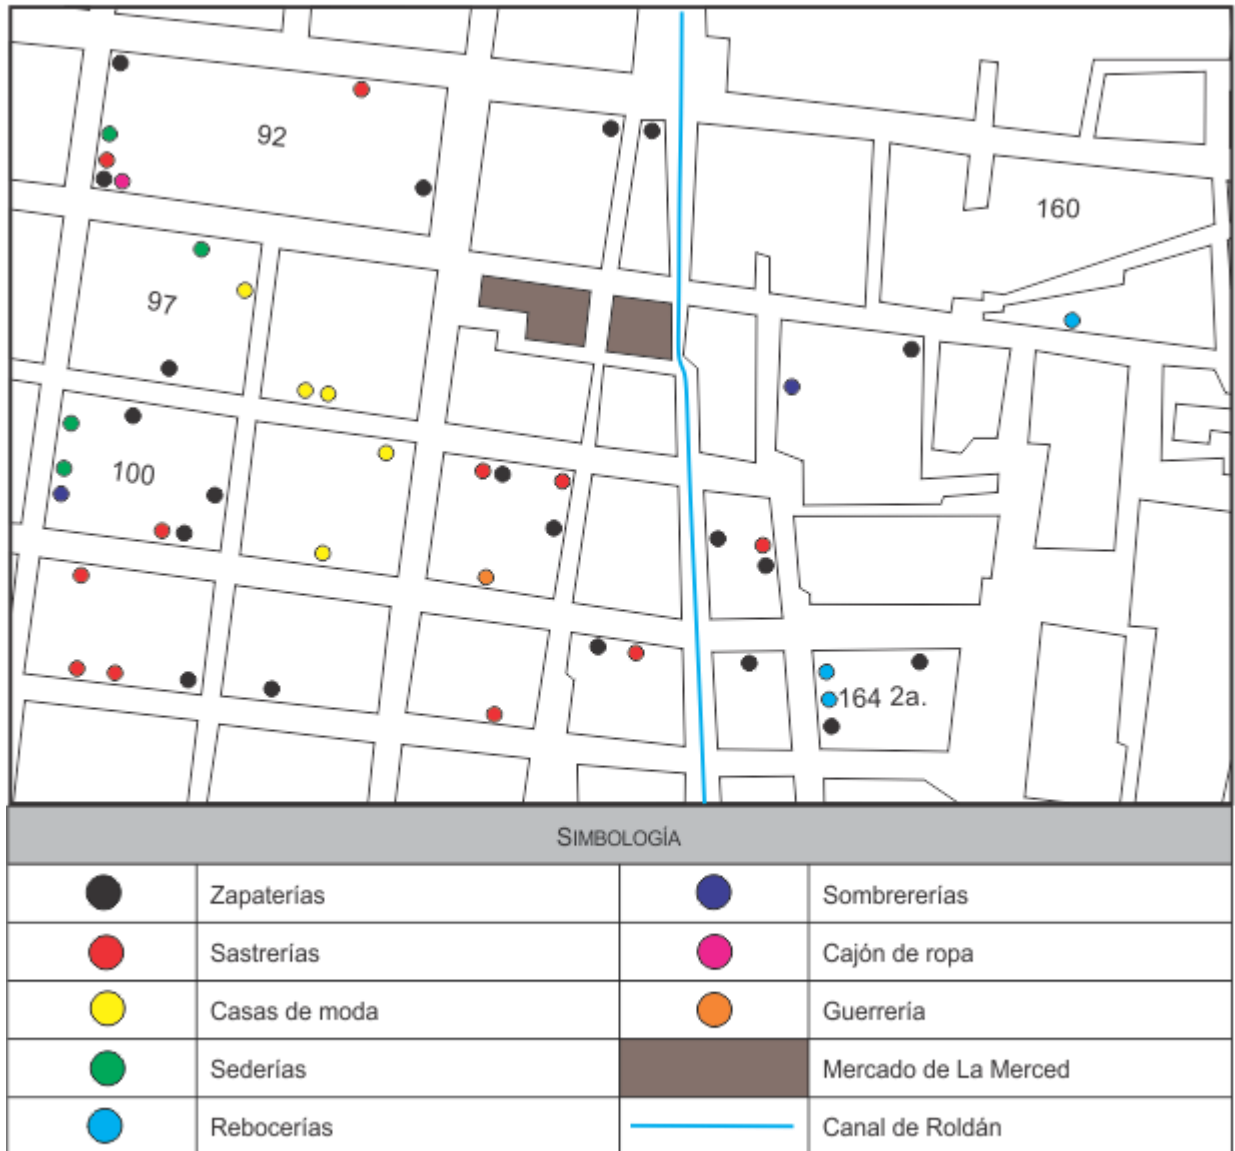 92
160
97
100
164 2a.
SIMBOLOGÍA
Zapaterías
Sombrererías
Sastrerías
Cajón de ropa
Casas de moda
Guerrería
Sederías
Mercado de La Merced
Rebocerías
Canal de Roldán